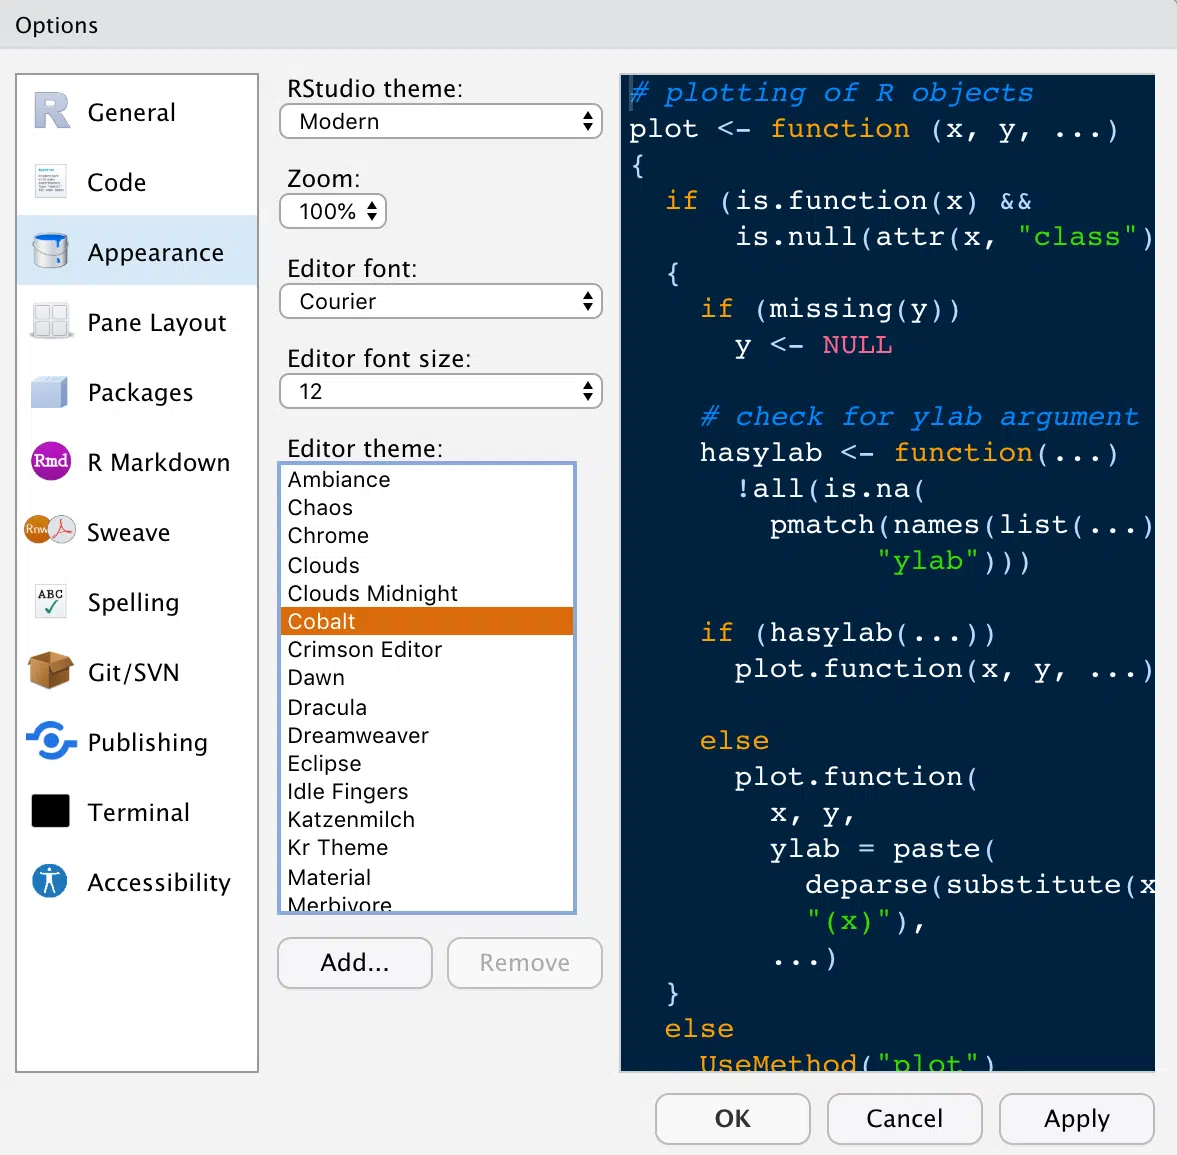 Options
General
Code
Appearance
Pane Layout
Packages
Rmd R Markdown
Rnw Sweave
ABC Spelling
Git/SVN
Publishing
Terminal
Accessibility
RStudio theme:
Modern
Zoom:
100%
Editor font:
Courier
Editor font size:
12
Editor theme:
Ambiance
Chaos
Chrome
Clouds
Clouds Midnight
Cobalt
Crimson Editor
Dawn
Dracula
Dreamweaver
Eclipse
Idle Fingers
Katzenmilch
Kr Theme
Material
Merbivore
Add...
Remove
# plotting of R objects
plot <- function (x, y, ...)
{
  if (is.function(x) &&
      is.null(attr(x, "class")
  {
    if (missing(y))
      y <- NULL

    # check for ylab argument
    hasylab <- function(...)
      !all(is.na(
        pmatch(names(list(...)
              "ylab")))

    if (hasylab(...))
      plot.function(x, y, ...)

    else
      plot.function(
        x, y,
        ylab = paste(
          deparse(substitute(x
          "(x)"),
        ...)
  }
  else
    UseMethod("plot")
OK
Cancel
Apply